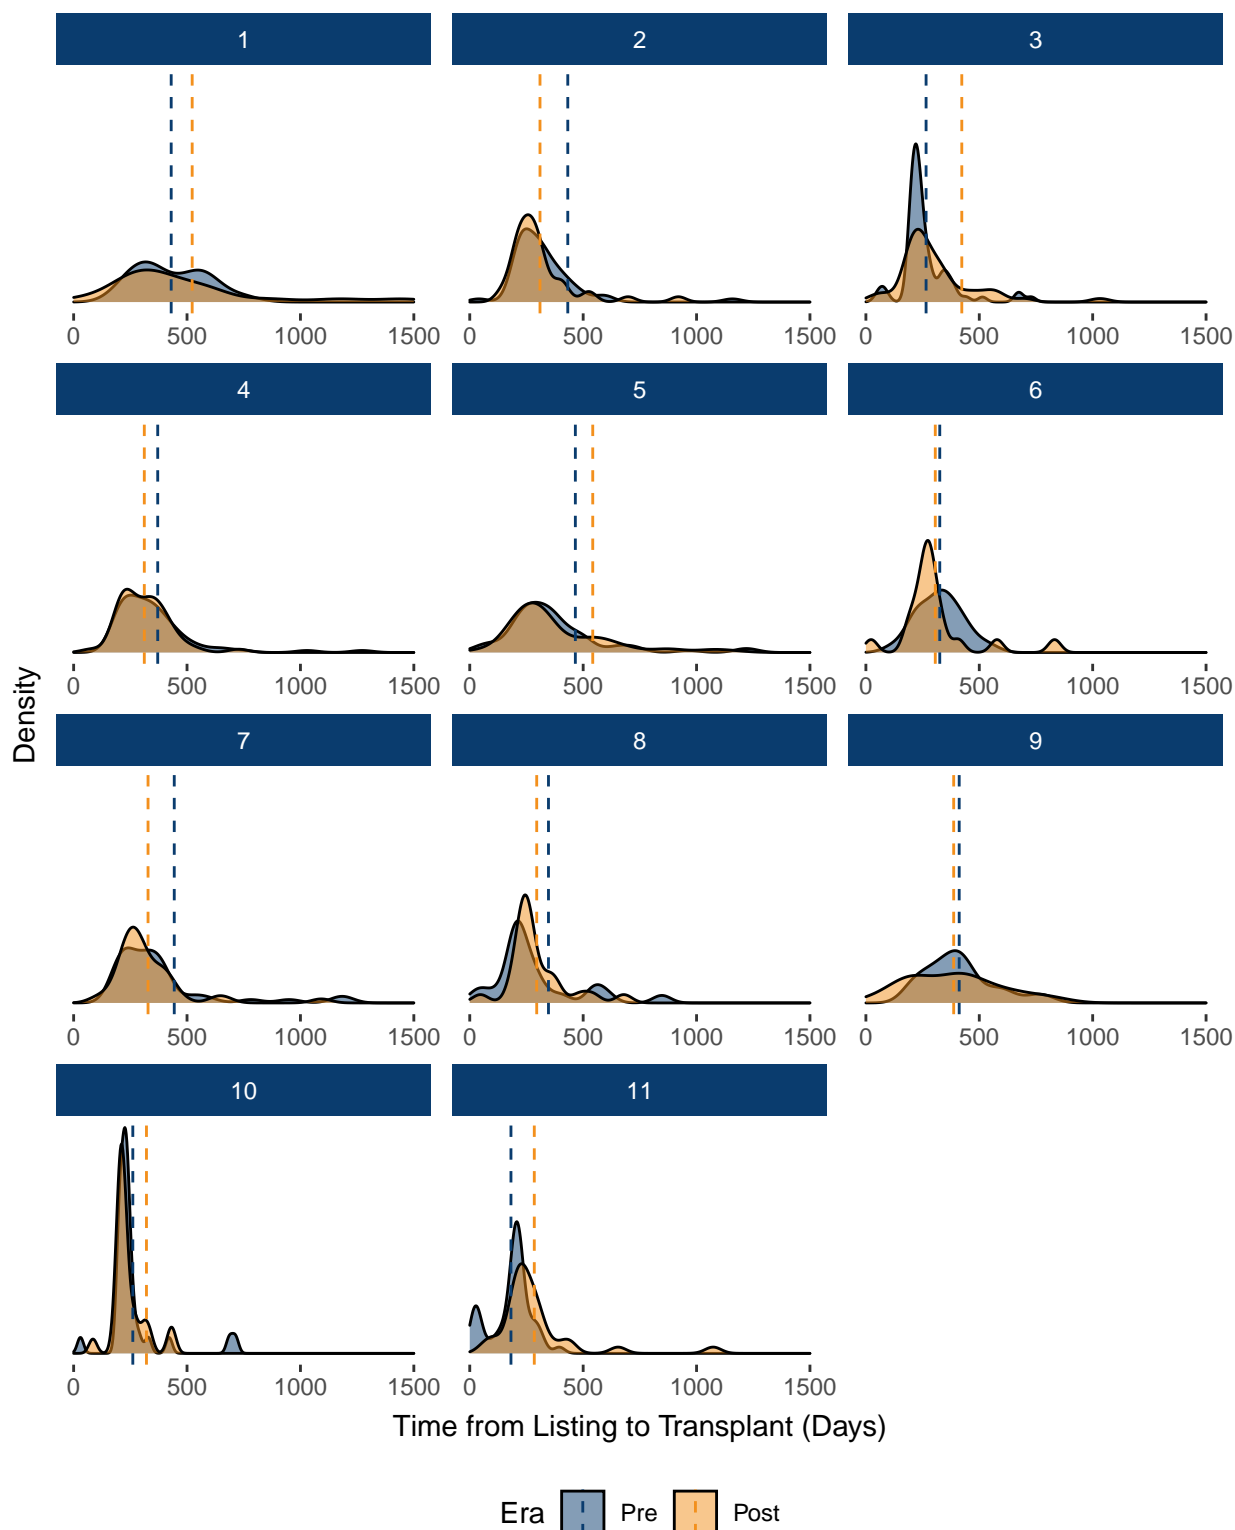 1 2 3
0 500 1000 1500 0 500 1000 1500 0 500 1000 1500
4 5 6
0 500 1000 1500 0 500 1000 1500 0 500 1000 1500
Density
7 8 9
0 500 1000 1500 0 500 1000 1500 0 500 1000 1500
10 11
0 500 1000 1500 0 500 1000 1500
Time from Listing to Transplant (Days)
Era Pre Post